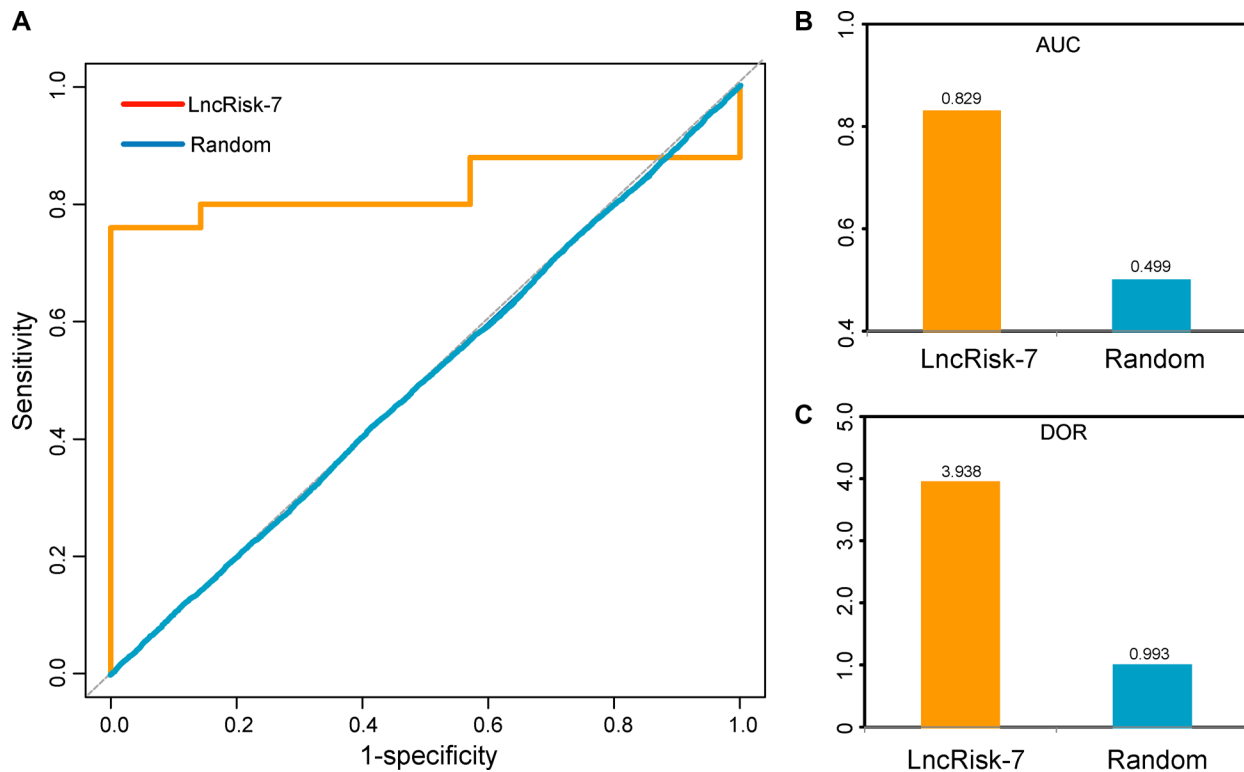 A
LncRisk-7
Random
1.0
0.8
0.6
0.4
0.2
0.0
Sensitivity
0.0 0.2 0.4 0.6 0.8 1.0
1-specificity
B
AUC
1.0
0.8
0.6
0.4
0.829
0.499
LncRisk-7 Random
C
DOR
5.0
4.0
3.0
2.0
1.0
0
3.938
0.993
LncRisk-7 Random